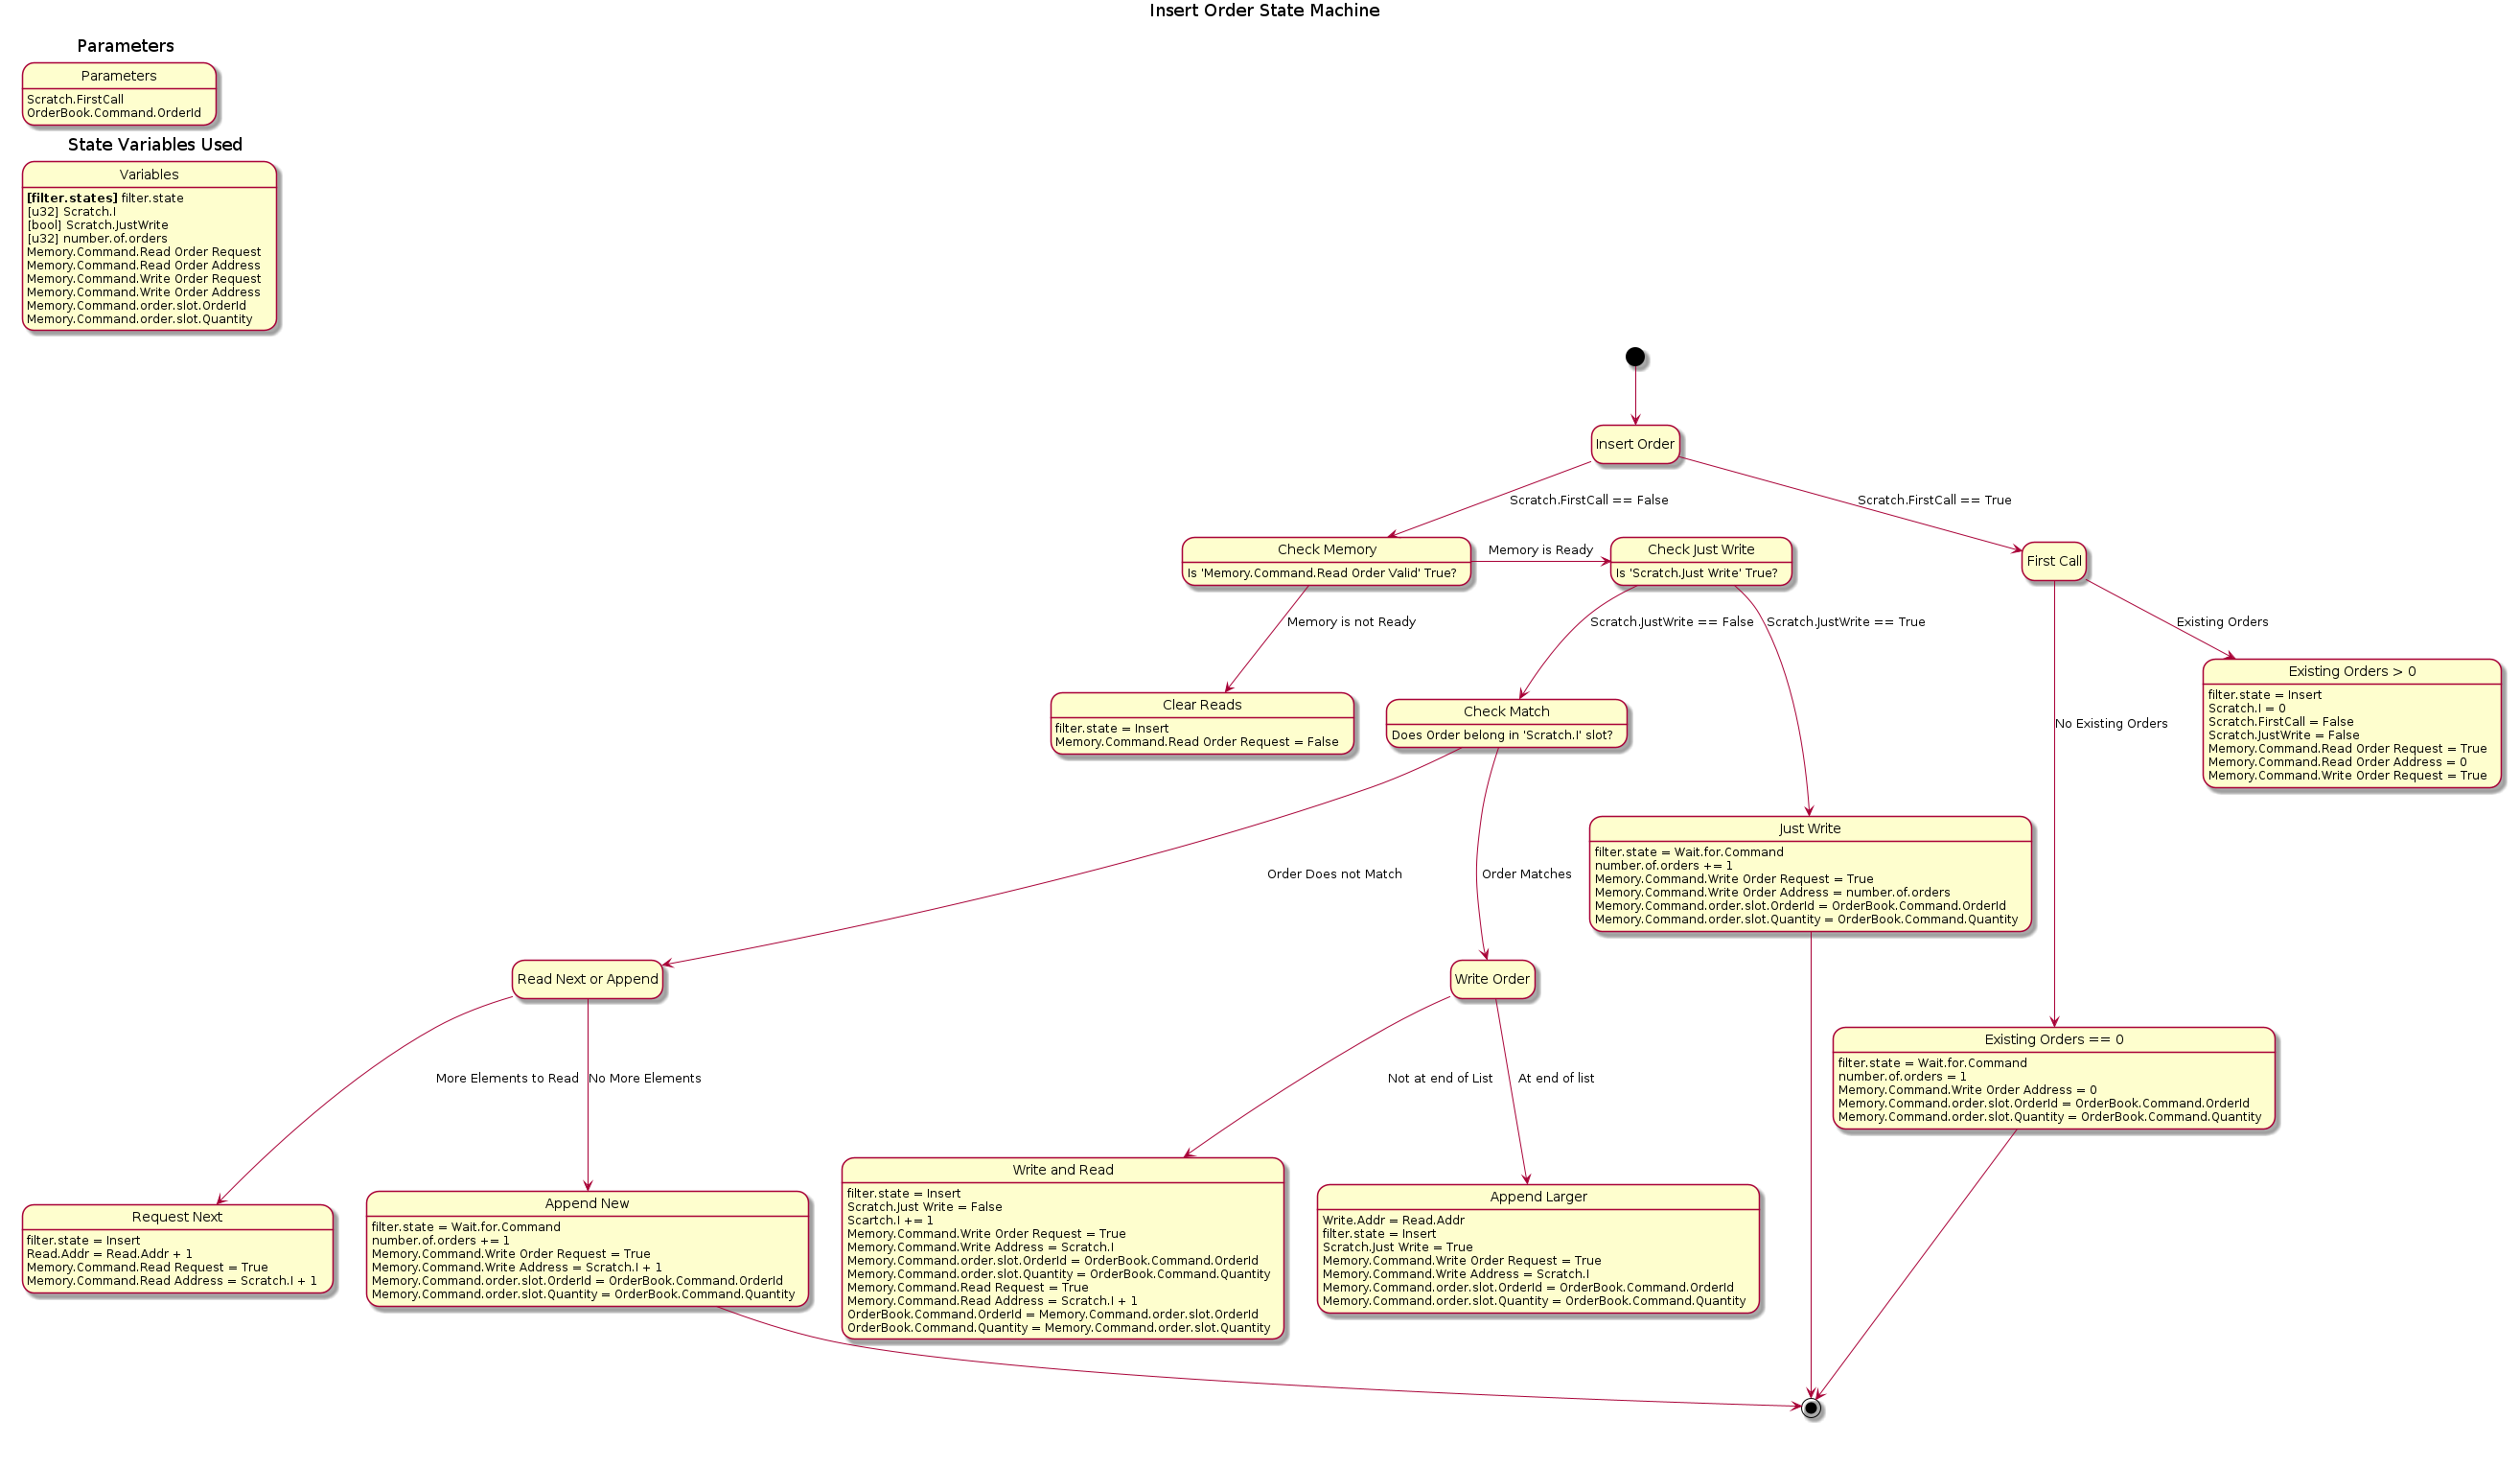 Insert Order State Machine
Parameters
Parameters
Scratch.FirstCall
OrderBook.Command.OrderId
State Variables Used
Variables
[filter.states] filter.state
[u32] Scratch.I
[bool] Scratch.JustWrite
[u32] number.of.orders
Memory.Command.Read Order Request
Memory.Command.Read Order Address
Memory.Command.Write Order Request
Memory.Command.Write Order Address
Memory.Command.order.slot.OrderId
Memory.Command.order.slot.Quantity
Insert Order
Scratch.FirstCall == False
Scratch.FirstCall == True
Check Memory
Is 'Memory.Command.Read Order Valid' True?
Memory is Ready
Check Just Write
Is 'Scratch.Just Write' True?
First Call
Memory is not Ready
Scratch.JustWrite == False
Scratch.JustWrite == True
Existing Orders
Clear Reads
filter.state = Insert
Memory.Command.Read Order Request = False
Check Match
Does Order belong in 'Scratch.I' slot?
No Existing Orders
Existing Orders > 0
filter.state = Insert
Scratch.I = 0
Scratch.FirstCall = False
Scratch.JustWrite = False
Memory.Command.Read Order Request = True
Memory.Command.Read Order Address = 0
Memory.Command.Write Order Request = True
Order Does not Match
Order Matches
Just Write
filter.state = Wait.for.Command
number.of.orders += 1
Memory.Command.Write Order Request = True
Memory.Command.Write Order Address = number.of.orders
Memory.Command.order.slot.OrderId = OrderBook.Command.OrderId
Memory.Command.order.slot.Quantity = OrderBook.Command.Quantity
Read Next or Append
Write Order
Existing Orders == 0
filter.state = Wait.for.Command
number.of.orders = 1
Memory.Command.Write Order Address = 0
Memory.Command.order.slot.OrderId = OrderBook.Command.OrderId
Memory.Command.order.slot.Quantity = OrderBook.Command.Quantity
More Elements to Read
No More Elements
Not at end of List
At end of list
Request Next
filter.state = Insert
Read.Addr = Read.Addr + 1
Memory.Command.Read Request = True
Memory.Command.Read Address = Scratch.I + 1
Append New
filter.state = Wait.for.Command
number.of.orders += 1
Memory.Command.Write Order Request = True
Memory.Command.Write Address = Scratch.I + 1
Memory.Command.order.slot.OrderId = OrderBook.Command.OrderId
Memory.Command.order.slot.Quantity = OrderBook.Command.Quantity
Write and Read
filter.state = Insert
Scratch.Just Write = False
Scartch.I += 1
Memory.Command.Write Order Request = True
Memory.Command.Write Address = Scratch.I
Memory.Command.order.slot.OrderId = OrderBook.Command.OrderId
Memory.Command.order.slot.Quantity = OrderBook.Command.Quantity
Memory.Command.Read Request = True
Memory.Command.Read Address = Scratch.I + 1
OrderBook.Command.OrderId = Memory.Command.order.slot.OrderId
OrderBook.Command.Quantity = Memory.Command.order.slot.Quantity
Append Larger
Write.Addr = Read.Addr
filter.state = Insert
Scratch.Just Write = True
Memory.Command.Write Order Request = True
Memory.Command.Write Address = Scratch.I
Memory.Command.order.slot.OrderId = OrderBook.Command.OrderId
Memory.Command.order.slot.Quantity = OrderBook.Command.Quantity